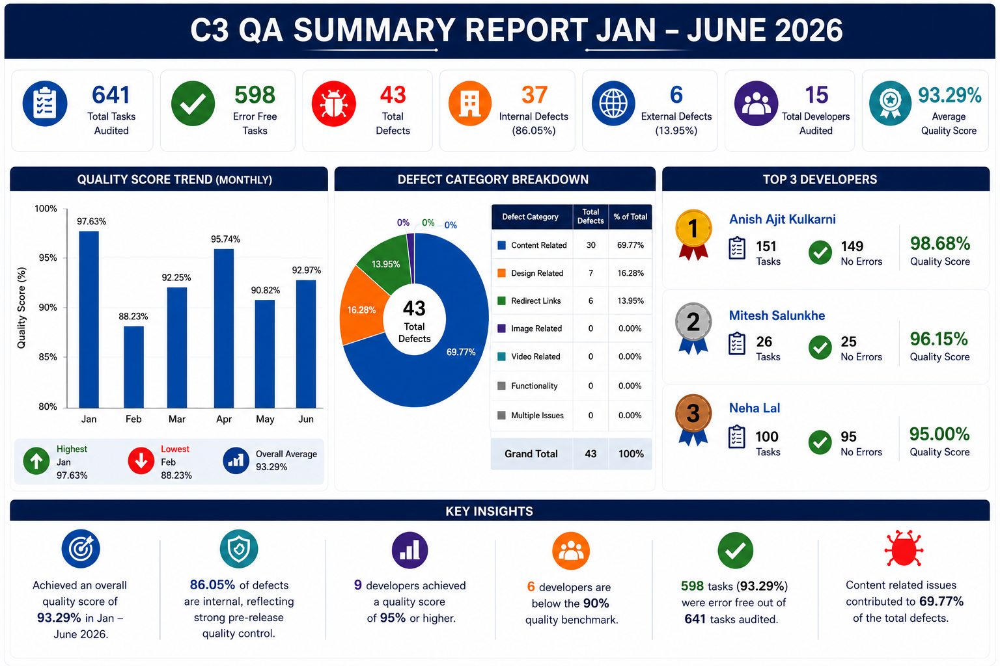 C3 QA SUMMARY REPORT JAN – JUNE 2026
641
Total Tasks
Audited
598
Error Free
Tasks
43
Total
Defects
37
Internal Defects
(86.05%)
6
External Defects
(13.95%)
15
Total Developers
Audited
93.29%
Average
Quality Score
QUALITY SCORE TREND (MONTHLY)
Quality Score (%)
100%
95%
90%
85%
80%
97.63%
88.23%
92.25%
95.74%
90.82%
92.97%
Jan
Feb
Mar
Apr
May
Jun
Highest
Jan
97.63%
Lowest
Feb
88.23%
Overall Average
93.29%
DEFECT CATEGORY BREAKDOWN
0% 0% 0%
13.95%
16.28%
69.77%
43
Total
Defects
Defect Category Total Defects % of Total
Content Related 30 69.77%
Design Related 7 16.28%
Redirect Links 6 13.95%
Image Related 0 0.00%
Video Related 0 0.00%
Functionality 0 0.00%
Multiple Issues 0 0.00%
Grand Total 43 100%
TOP 3 DEVELOPERS
1
Anish Ajit Kulkarni
151
Tasks
149
No Errors
98.68%
Quality Score
2
Mitesh Salunkhe
26
Tasks
25
No Errors
96.15%
Quality Score
3
Neha Lal
100
Tasks
95
No Errors
95.00%
Quality Score
KEY INSIGHTS
Achieved an overall
quality score of
93.29% in Jan –
June 2026.
86.05% of defects
are internal, reflecting
strong pre-release
quality control.
9 developers achieved
a quality score
of 95% or higher.
6 developers are
below the 90%
quality benchmark.
598 tasks (93.29%)
were error free out of
641 tasks audited.
Content related issues
contributed to 69.77%
of the total defects.